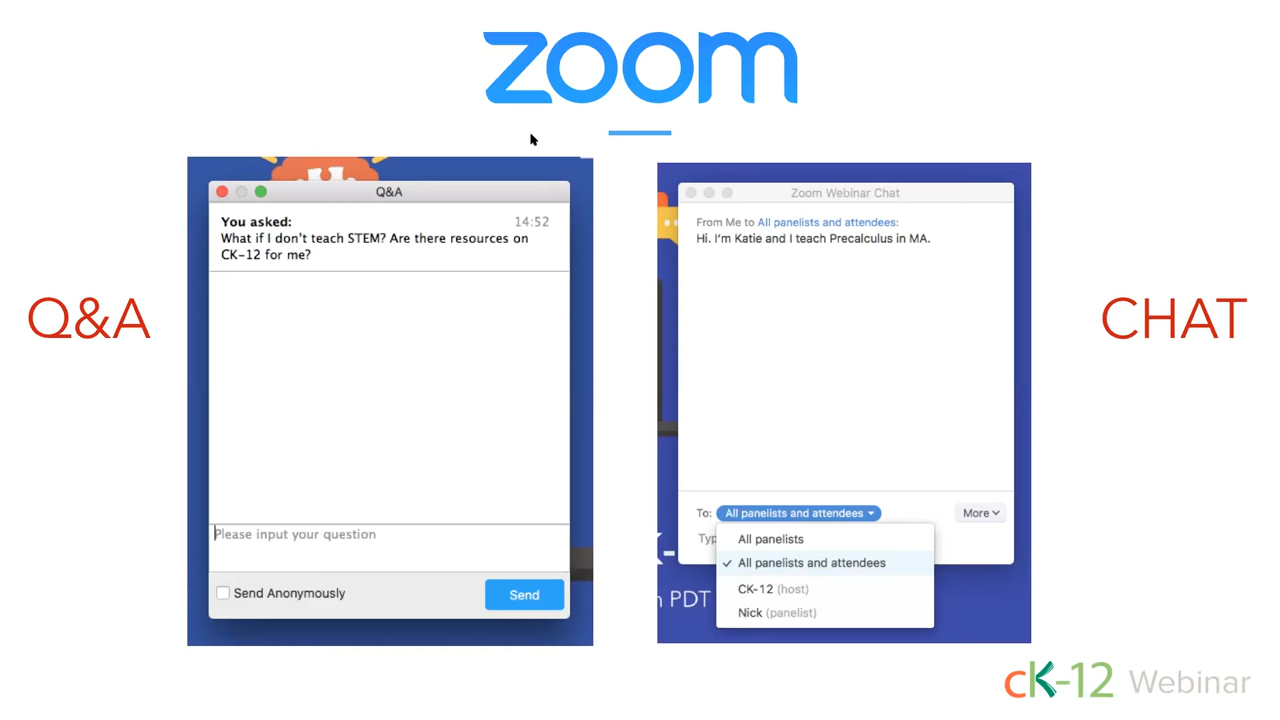 zoom
Q&A
You asked:
14:52
What if I don't teach STEM? Are there resources on
CK-12 for me?
Please input your question
Send Anonymously
Send
Q&A
Zoom Webinar Chat
From Me to All panelists and attendees:
Hi. I'm Katie and I teach Precalculus in MA.
To: All panelists and attendees
More
Typ
All panelists
All panelists and attendees
CK-12 (host)
Nick (panelist)
K-
n PDT
CHAT
cK-12 Webinar